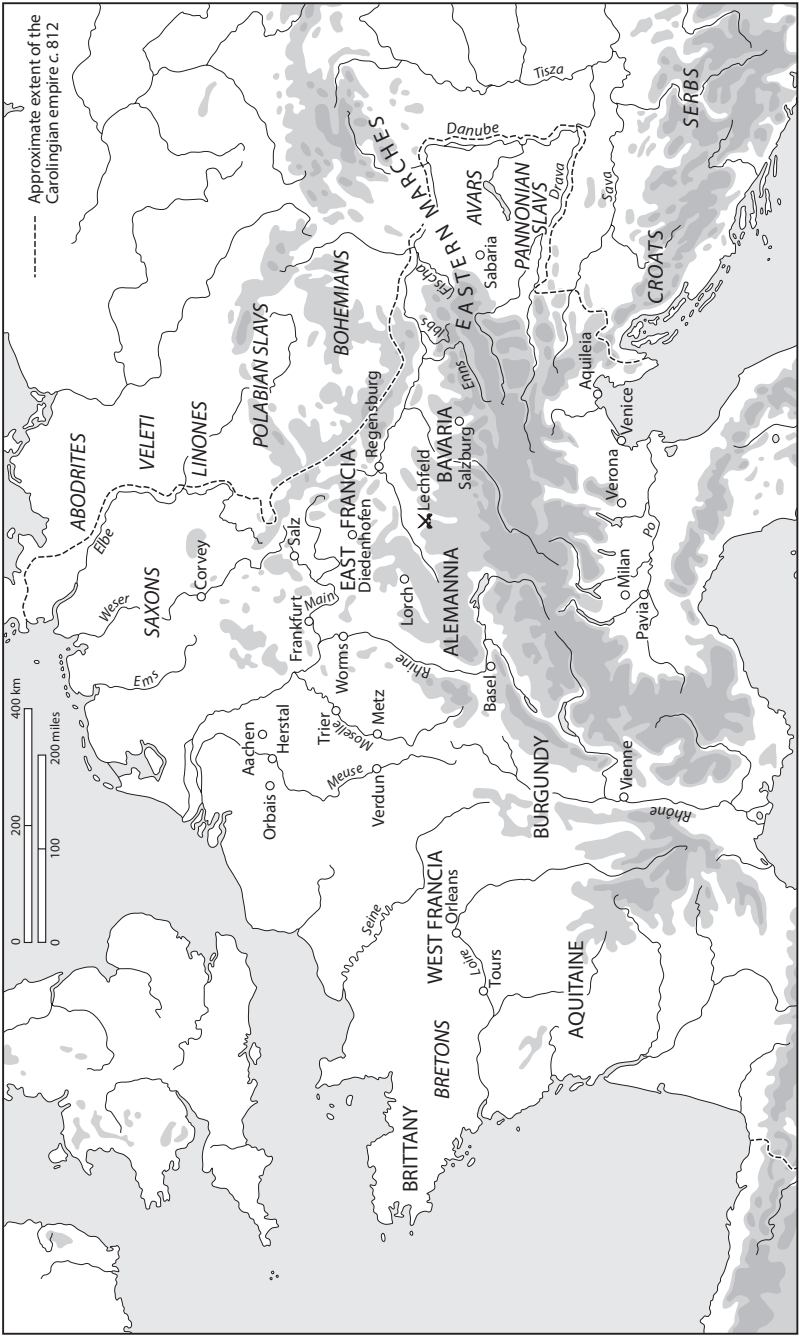 Approximate extent of the
Carolingian empire c. 812
0
200
400 km
0
100
200 miles
ABODRITES
VELETI
LINONES
POLABIAN SLAVS
BOHEMIANS
Elbe
Weser
SAXONS
Corvey
Ems
Salz
Frankfurt
Main
EAST FRANCIA
Diedenhofen
Regensburg
Lorch
Lechfeld
BAVARIA
Salzburg
ALEMANNIA
Worms
Rhine
Basel
Aachen
Herstal
Orbais
Trier
Moselle
Metz
Meuse
Verdun
Seine
WEST FRANCIA
Orleans
Loire
Tours
BRETONS
BRITTANY
AQUITAINE
BURGUNDY
Vienne
Rhône
Pavia
Milan
Po
Verona
Venice
Aquileia
Enns
Ybbs
Fischa
EASTERN MARCHES
Sabaria
AVARS
PANNONIAN
SLAVS
Danube
Tisza
Drava
Sava
CROATS
SERBS